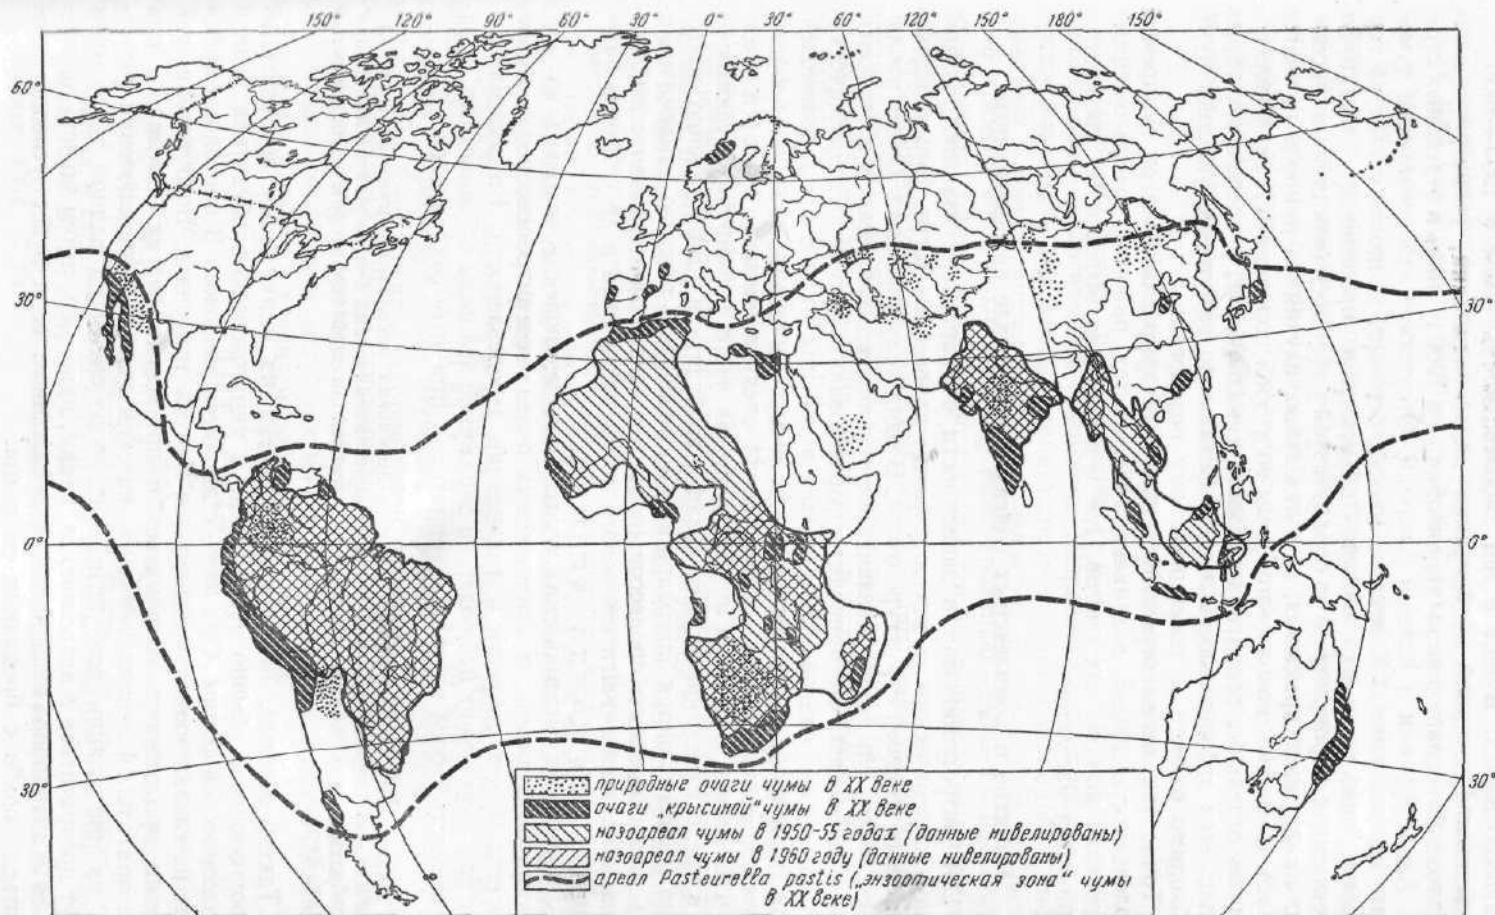 150° 120° 90° 60° 30° 0° 30° 60° 90° 120° 150° 180° 150°
60°
30°
30°
0°
0°
30°
30°
природные очаги чумы в XX веке
очаги „крысиной“ чумы в XX веке
нозоареал чумы в 1950-55 годах (данные нивелированы)
нозоареал чумы в 1960 году (данные нивелированы)
ареал Pasteurella pastis („энзоотическая зона“ чумы
в XX веке)